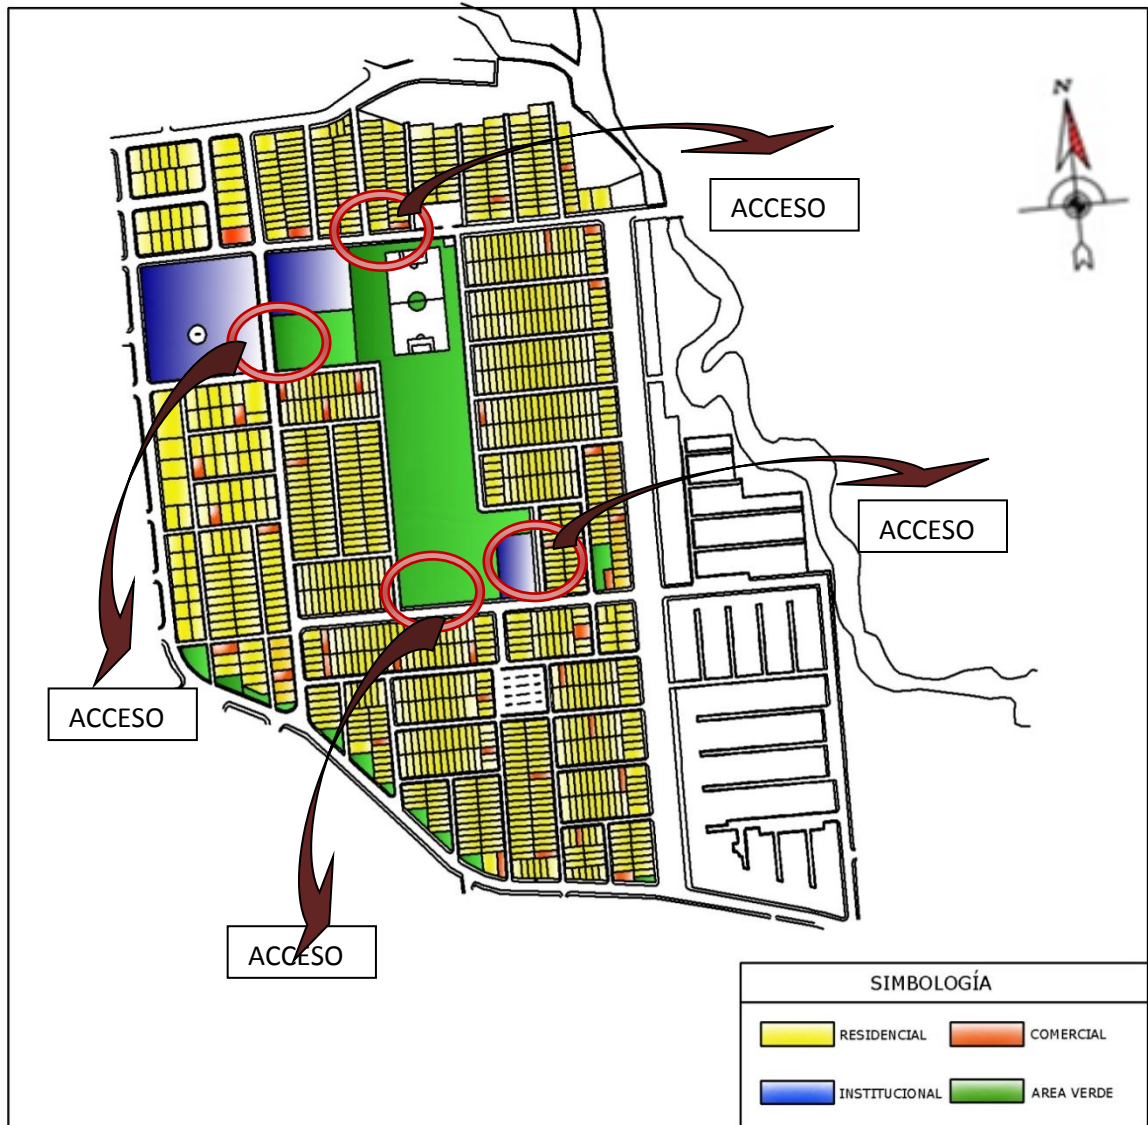 N
ACCESO
ACCESO
ACCESO
ACCESO
SIMBOLOGÍA
RESIDENCIAL
COMERCIAL
INSTITUCIONAL
AREA VERDE